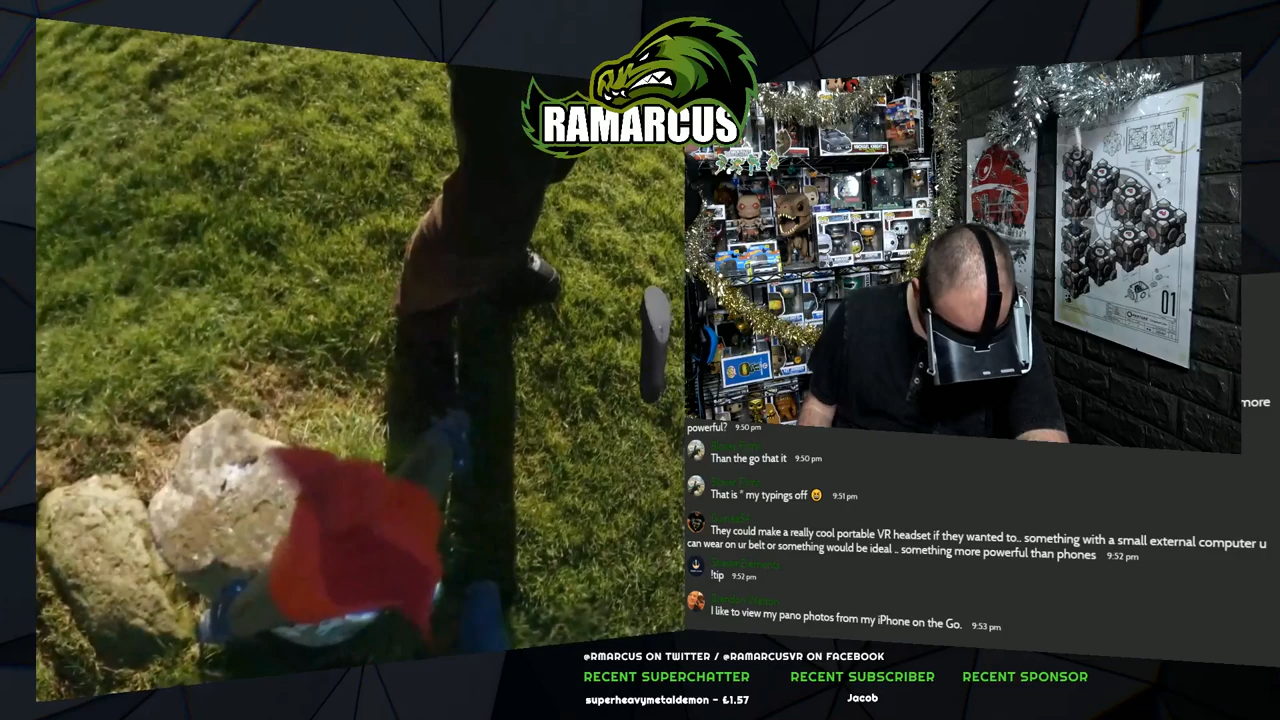 RAMARCUS
01
more
powerful? 9:50 pm
Than the go that it 9:50 pm
That is * my typings off 9:51 pm
They could make a really cool portable VR headset if they wanted to.. something with a small external computer u
can wear on ur belt or something would be ideal .. something more powerful than phones 9:52 pm
!tip 9:52 pm
I like to view my pano photos from my iPhone on the Go. 9:53 pm
@RMARCUS ON TWITTER / @RAMARCUSVR ON FACEBOOK
RECENT SUPERCHATTER RECENT SUBSCRIBER RECENT SPONSOR
superheavymetaldemon - £1.57 Jacob